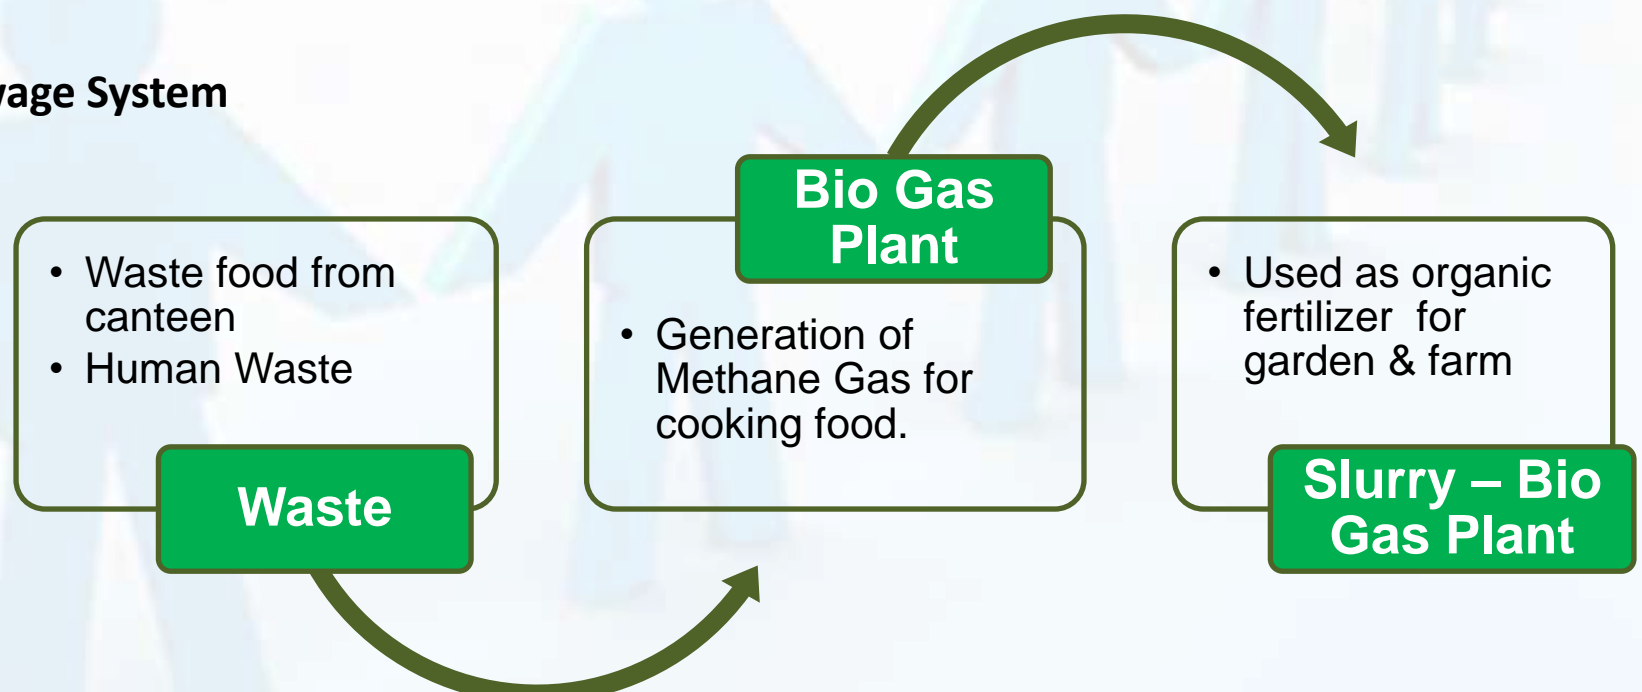 wage System
• Waste food from
canteen
• Human Waste
Waste
Bio Gas
Plant
• Generation of
Methane Gas for
cooking food.
• Used as organic
fertilizer for
garden & farm
Slurry – Bio
Gas Plant